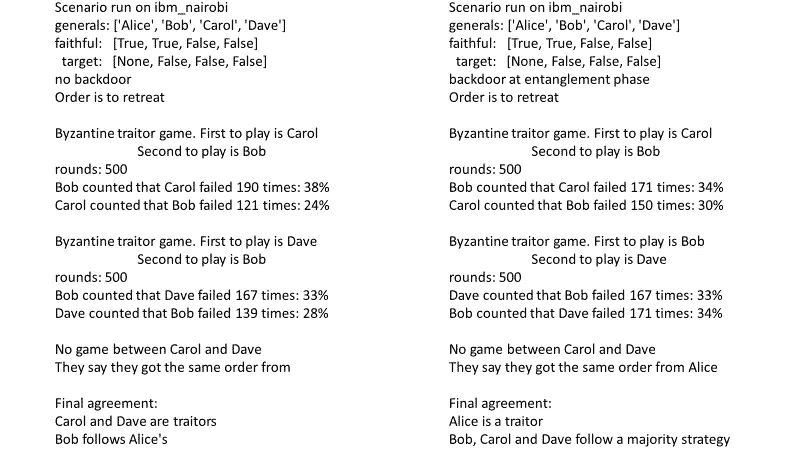 Scenario run on ibm_nairobi
generals: ['Alice', 'Bob', 'Carol', 'Dave']
faithful: [True, True, False, False]
target: [None, False, False, False]
no backdoor
Order is to retreat
Byzantine traitor game. First to play is Carol
Second to play is Bob
rounds: 500
Bob counted that Carol failed 190 times: 38%
Carol counted that Bob failed 121 times: 24%
Byzantine traitor game. First to play is Dave
Second to play is Bob
rounds: 500
Bob counted that Dave failed 167 times: 33%
Dave counted that Bob failed 139 times: 28%
No game between Carol and Dave
They say they got the same order from
Final agreement:
Carol and Dave are traitors
Bob follows Alice's
Scenario run on ibm_nairobi
generals: ['Alice', 'Bob', 'Carol', 'Dave']
faithful: [True, True, False, False]
target: [None, False, False, False]
backdoor at entanglement phase
Order is to retreat
Byzantine traitor game. First to play is Carol
Second to play is Bob
rounds: 500
Bob counted that Carol failed 171 times: 34%
Carol counted that Bob failed 150 times: 30%
Byzantine traitor game. First to play is Bob
Second to play is Dave
rounds: 500
Dave counted that Bob failed 167 times: 33%
Bob counted that Dave failed 171 times: 34%
No game between Carol and Dave
They say they got the same order from Alice
Final agreement:
Alice is a traitor
Bob, Carol and Dave follow a majority strategy